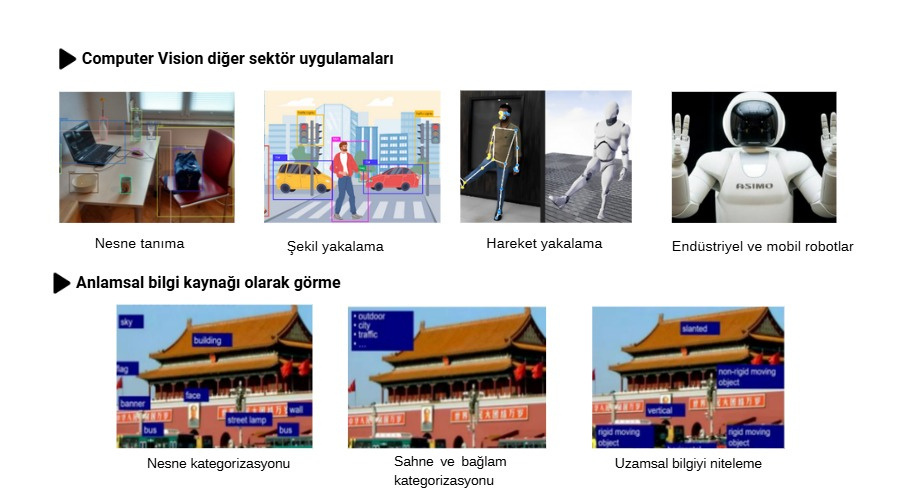 Computer Vision diğer sektör uygulamaları
ASIMO
Nesne tanıma
Şekil yakalama
Hareket yakalama
Endüstriyel ve mobil robotlar
Anlamsal bilgi kaynağı olarak görme
sky
building
flag
banner
face
street lamp
wall
bus
bus
• outdoor
• city
• traffic
• ...
slanted
non-rigid moving
object
vertical
rigid moving
object
rigid moving
object
Nesne kategorizasyonu
Sahne ve bağlam
kategorizasyonu
Uzamsal bilgiyi niteleme